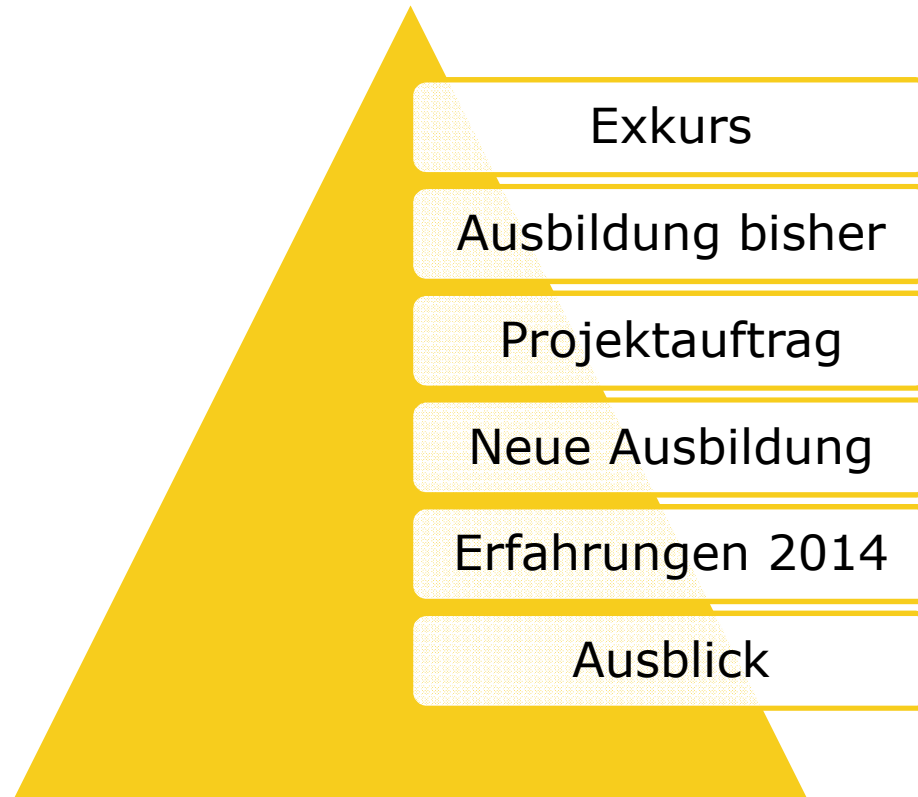 Exkurs
Ausbildung bisher
Projektauftrag
Neue Ausbildung
Erfahrungen 2014
Ausblick